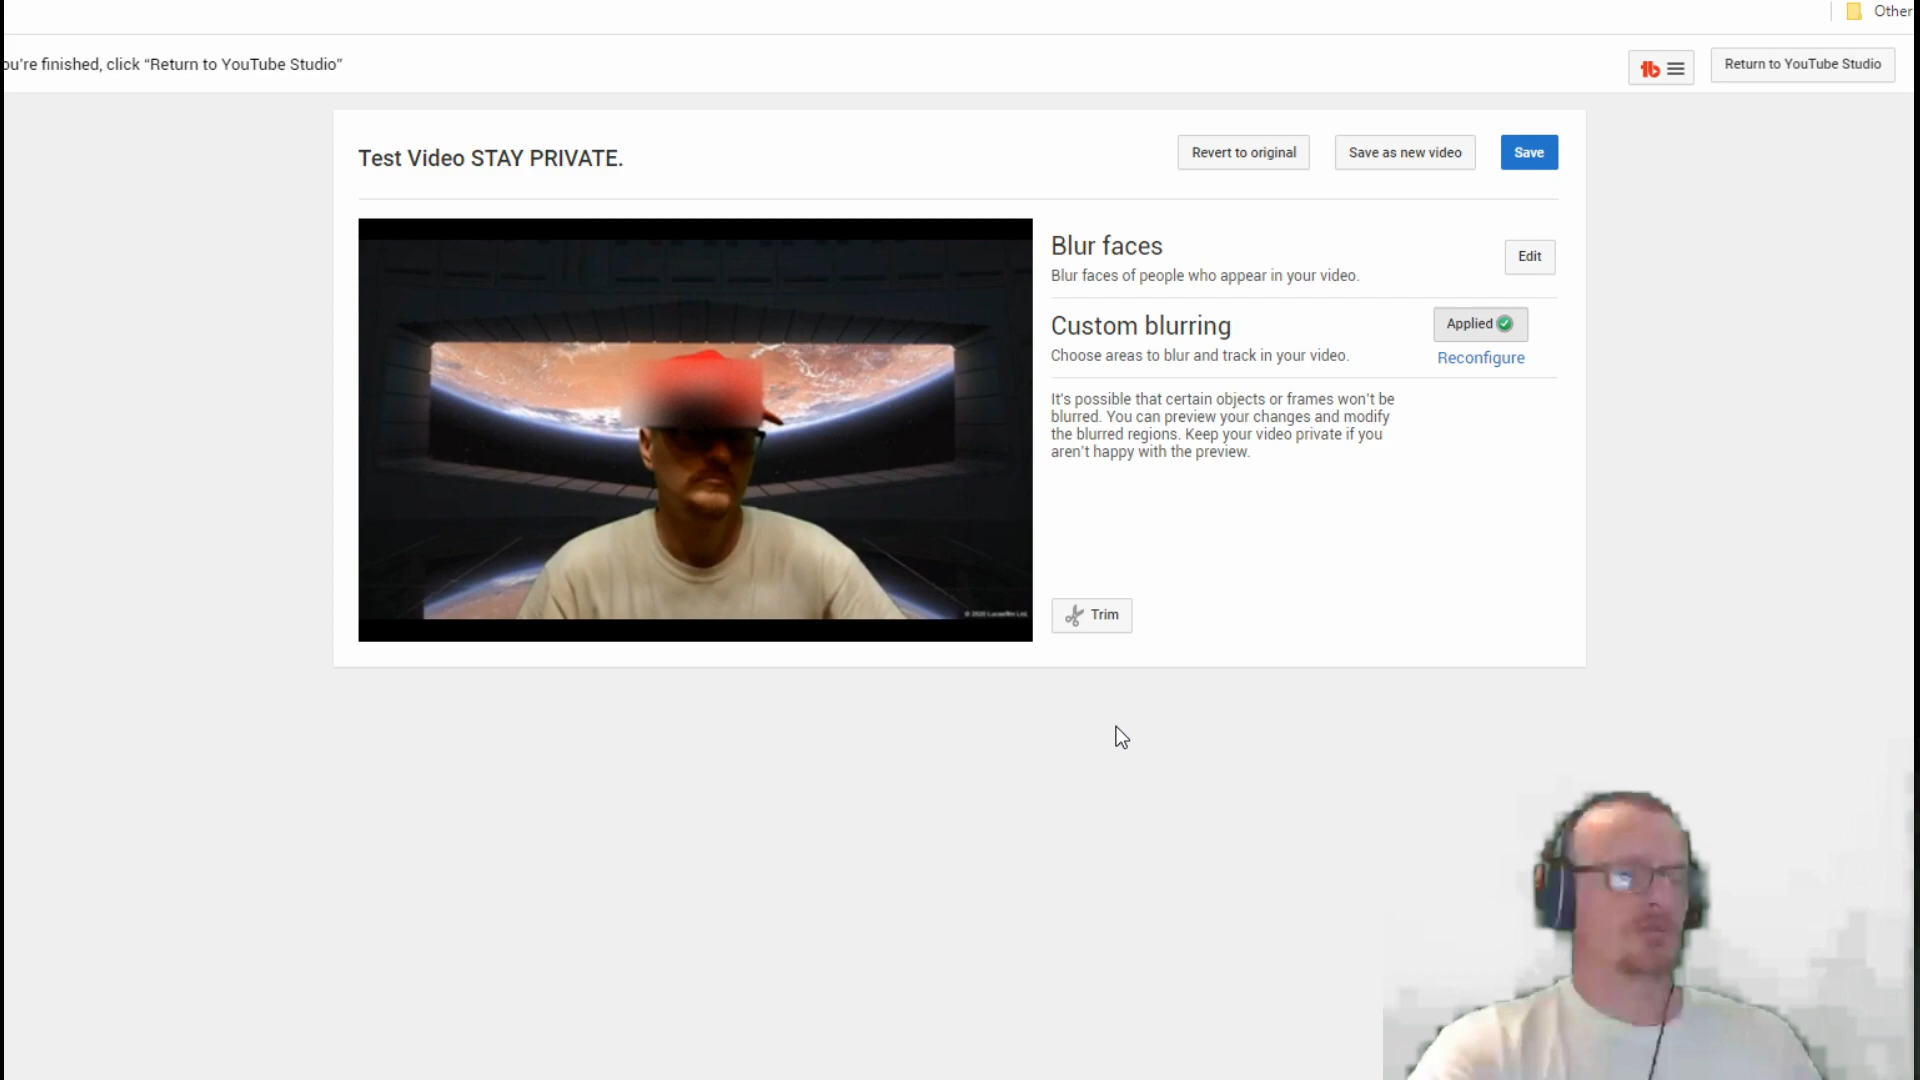 Other
ou're finished, click “Return to YouTube Studio”
Return to YouTube Studio
Test Video STAY PRIVATE.
Revert to original
Save as new video
Save
Blur faces
Edit
Blur faces of people who appear in your video.
Custom blurring
Applied
Choose areas to blur and track in your video.
Reconfigure
It's possible that certain objects or frames won't be
blurred. You can preview your changes and modify
the blurred regions. Keep your video private if you
aren't happy with the preview.
© 2020 Lucasfilm Ltd.
Trim